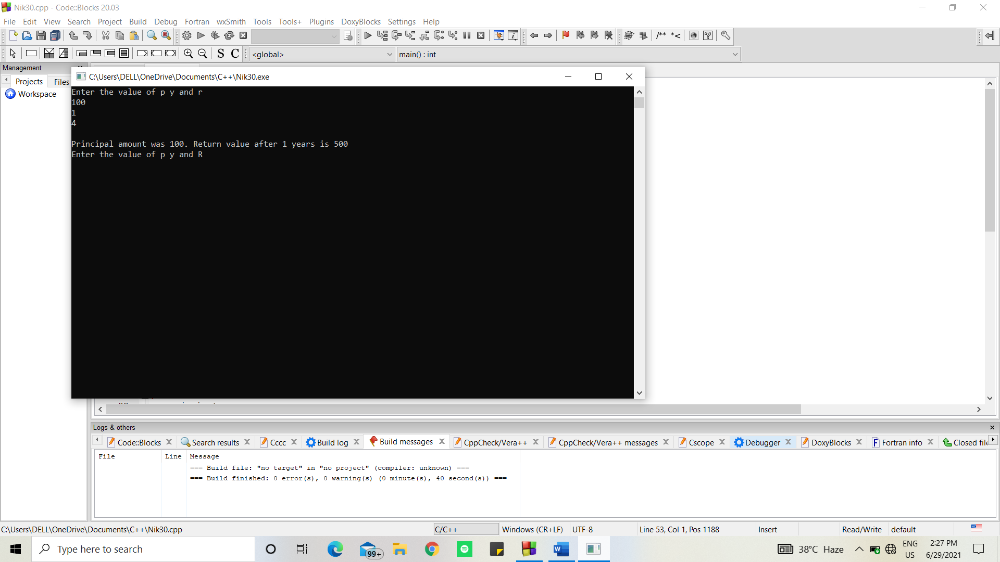 Nik30.cpp - Code::Blocks 20.03
File Edit View Search Project Build Debug Fortran wxSmith Tools Tools+ Plugins DoxyBlocks Settings Help
/** *<
S C <global> main() : int
Management
Projects Files
Workspace
C:\Users\DELL\OneDrive\Documents\C++\Nik30.exe
Enter the value of p y and r
100
1
4
Principal amount was 100. Return value after 1 years is 500
Enter the value of p y and R
Logs & others
Code::Blocks Search results Cccc Build log Build messages CppCheck/Vera++ CppCheck/Vera++ messages Cscope Debugger DoxyBlocks Fortran info Closed file
File Line Message
=== Build file: "no target" in "no project" (compiler: unknown) ===
=== Build finished: 0 error(s), 0 warning(s) (0 minute(s), 40 second(s)) ===
C:\Users\DELL\OneDrive\Documents\C++\Nik30.cpp C/C++ Windows (CR+LF) UTF-8 Line 53, Col 1, Pos 1188 Insert Read/Write default
Type here to search 99+ 38°C Haze ENG US 2:27 PM 6/29/2021